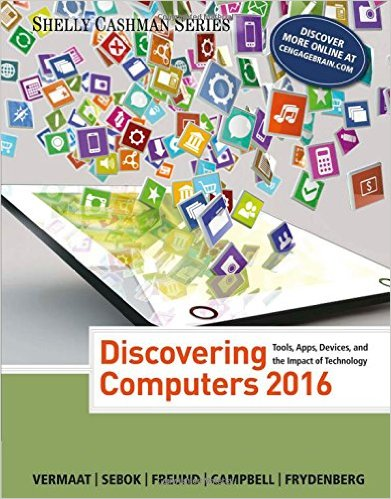 SHELLY CASHMAN SERIES®
DISCOVER
MORE ONLINE AT
CENGAGEBRAIN.COM
Discovering
Computers 2016
Tools, Apps, Devices, and
the Impact of Technology
VERMAAT | SEBOK | FREUND | CAMPBELL | FRYDENBERG